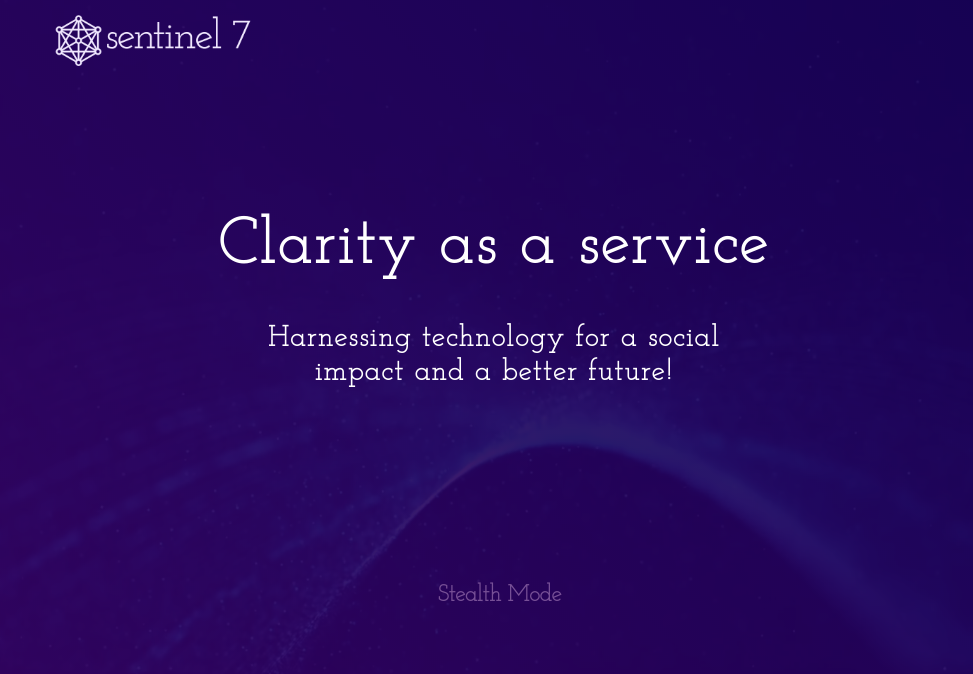 sentinel 7
Clarity as a service
Harnessing technology for a social
impact and a better future!
Stealth Mode